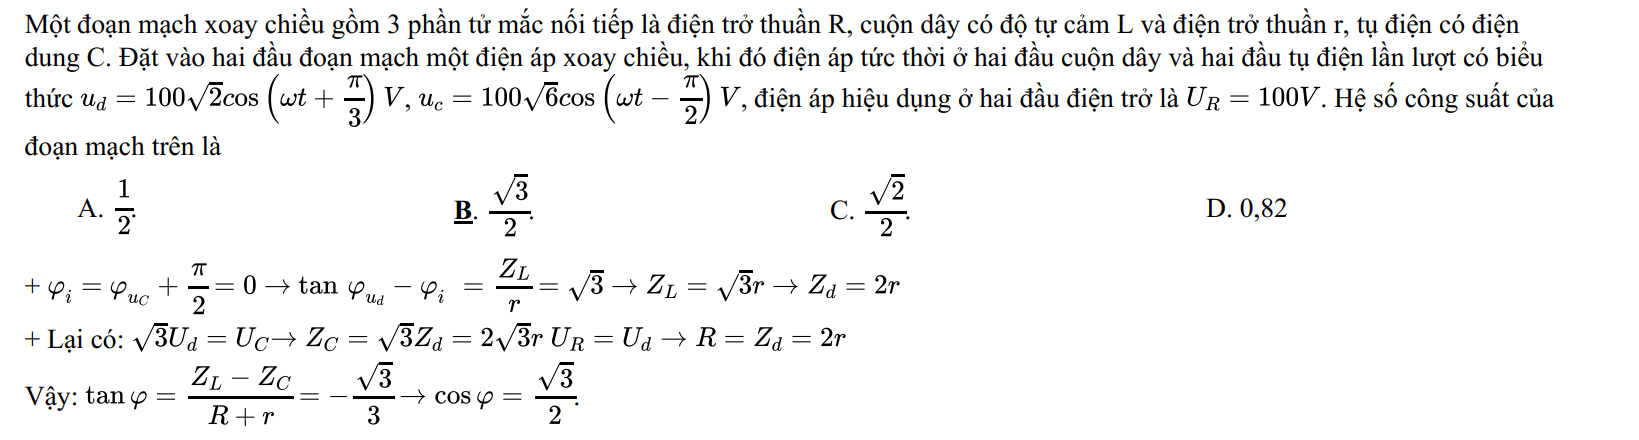 Một đoạn mạch xoay chiều gồm 3 phần tử mắc nối tiếp là điện trở thuần R, cuộn dây có độ tự cảm L và điện trở thuần r, tụ điện có điện
dung C. Đặt vào hai đầu đoạn mạch một điện áp xoay chiều, khi đó điện áp tức thời ở hai đầu cuộn dây và hai đầu tụ điện lần lượt có biểu
thức $u_d = 100\sqrt{2}cos\left(\omega t + \frac{\pi}{3}\right) V, u_c = 100\sqrt{6}cos\left(\omega t - \frac{\pi}{2}\right) V$, điện áp hiệu dụng ở hai đầu điện trở là $U_R = 100V$. Hệ số công suất của
đoạn mạch trên là
A. $\frac{1}{2}$. B. $\frac{\sqrt{3}}{2}$. C. $\frac{\sqrt{2}}{2}$. D. 0,82
+ $\varphi_i = \varphi_{u_C} + \frac{\pi}{2} = 0 \rightarrow \tan \varphi_{u_d} - \varphi_i = \frac{Z_L}{r} = \sqrt{3} \rightarrow Z_L = \sqrt{3}r \rightarrow Z_d = 2r$
+ Lại có: $\sqrt{3}U_d = U_C \rightarrow Z_C = \sqrt{3}Z_d = 2\sqrt{3}r \; U_R = U_d \rightarrow R = Z_d = 2r$
Vậy: $\tan \varphi = \frac{Z_L - Z_C}{R + r} = -\frac{\sqrt{3}}{3} \rightarrow \cos \varphi = \frac{\sqrt{3}}{2}$.